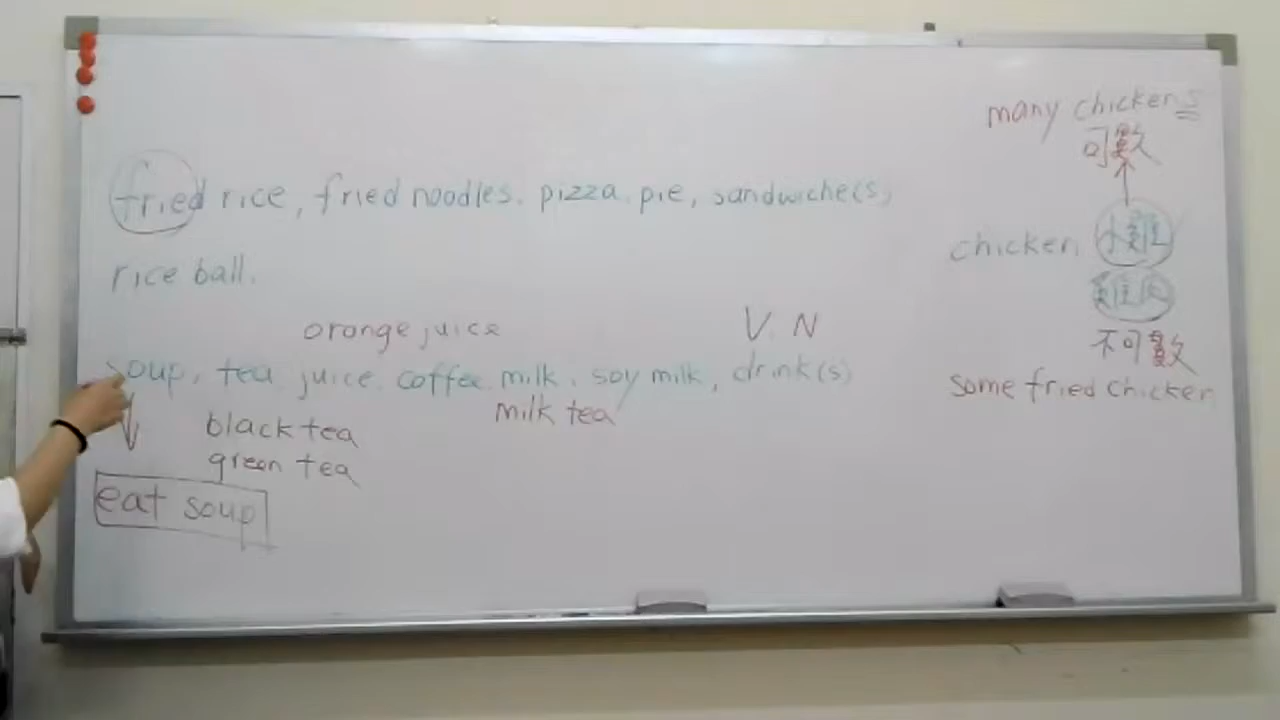 fried rice, fried noodles. pizza. pie, sandwiche(s)
rice ball.
orange juice
V. N
soup, tea juice. coffee milk. soy milk, drink(s)
milk tea
black tea
green tea
eat soup
many chickens
可數
chicken. 小雞
雞肉
不可數
some fried chicken